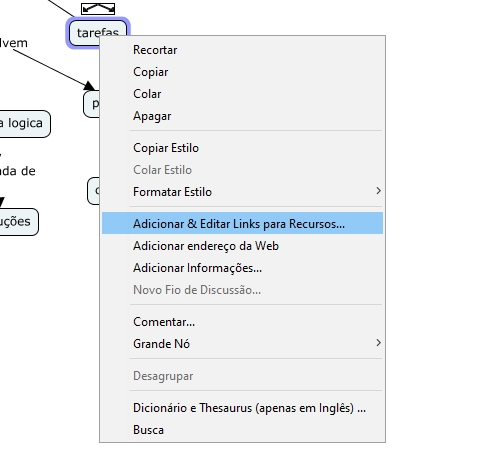 tarefas
lvem
p
a logica
ada de
uções
Recortar
Copiar
Colar
Apagar
Copiar Estilo
Colar Estilo
Formatar Estilo
Adicionar & Editar Links para Recursos...
Adicionar endereço da Web
Adicionar Informações...
Novo Fio de Discussão...
Comentar...
Grande Nó
Desagrupar
Dicionário e Thesaurus (apenas em Inglês) ...
Busca